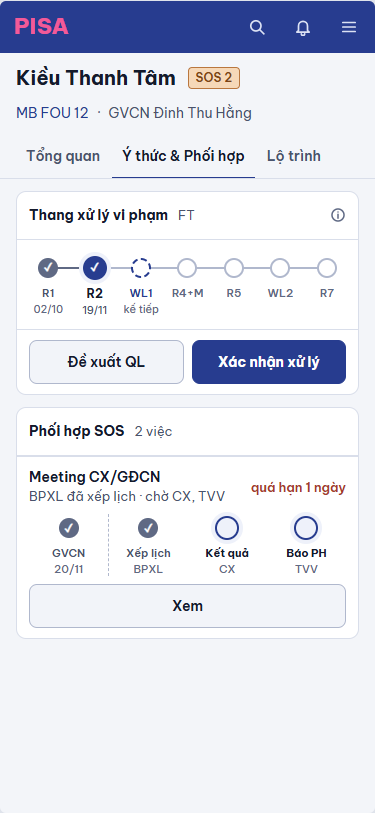 PISA
Kiều Thanh Tâm SOS 2
MB FOU 12 · GVCN Đinh Thu Hằng
Tổng quan Ý thức & Phối hợp Lộ trình
Thang xử lý vi phạm FT
R1 R2 WL1 R4+M R5 WL2 R7
02/10 19/11 kế tiếp
Đề xuất QL Xác nhận xử lý
Phối hợp SOS 2 việc
Meeting CX/GĐCN
BPXL đã xếp lịch · chờ CX, TVV
quá hạn 1 ngày
GVCN Xếp lịch Kết quả Báo PH
20/11 BPXL CX TVV
Xem